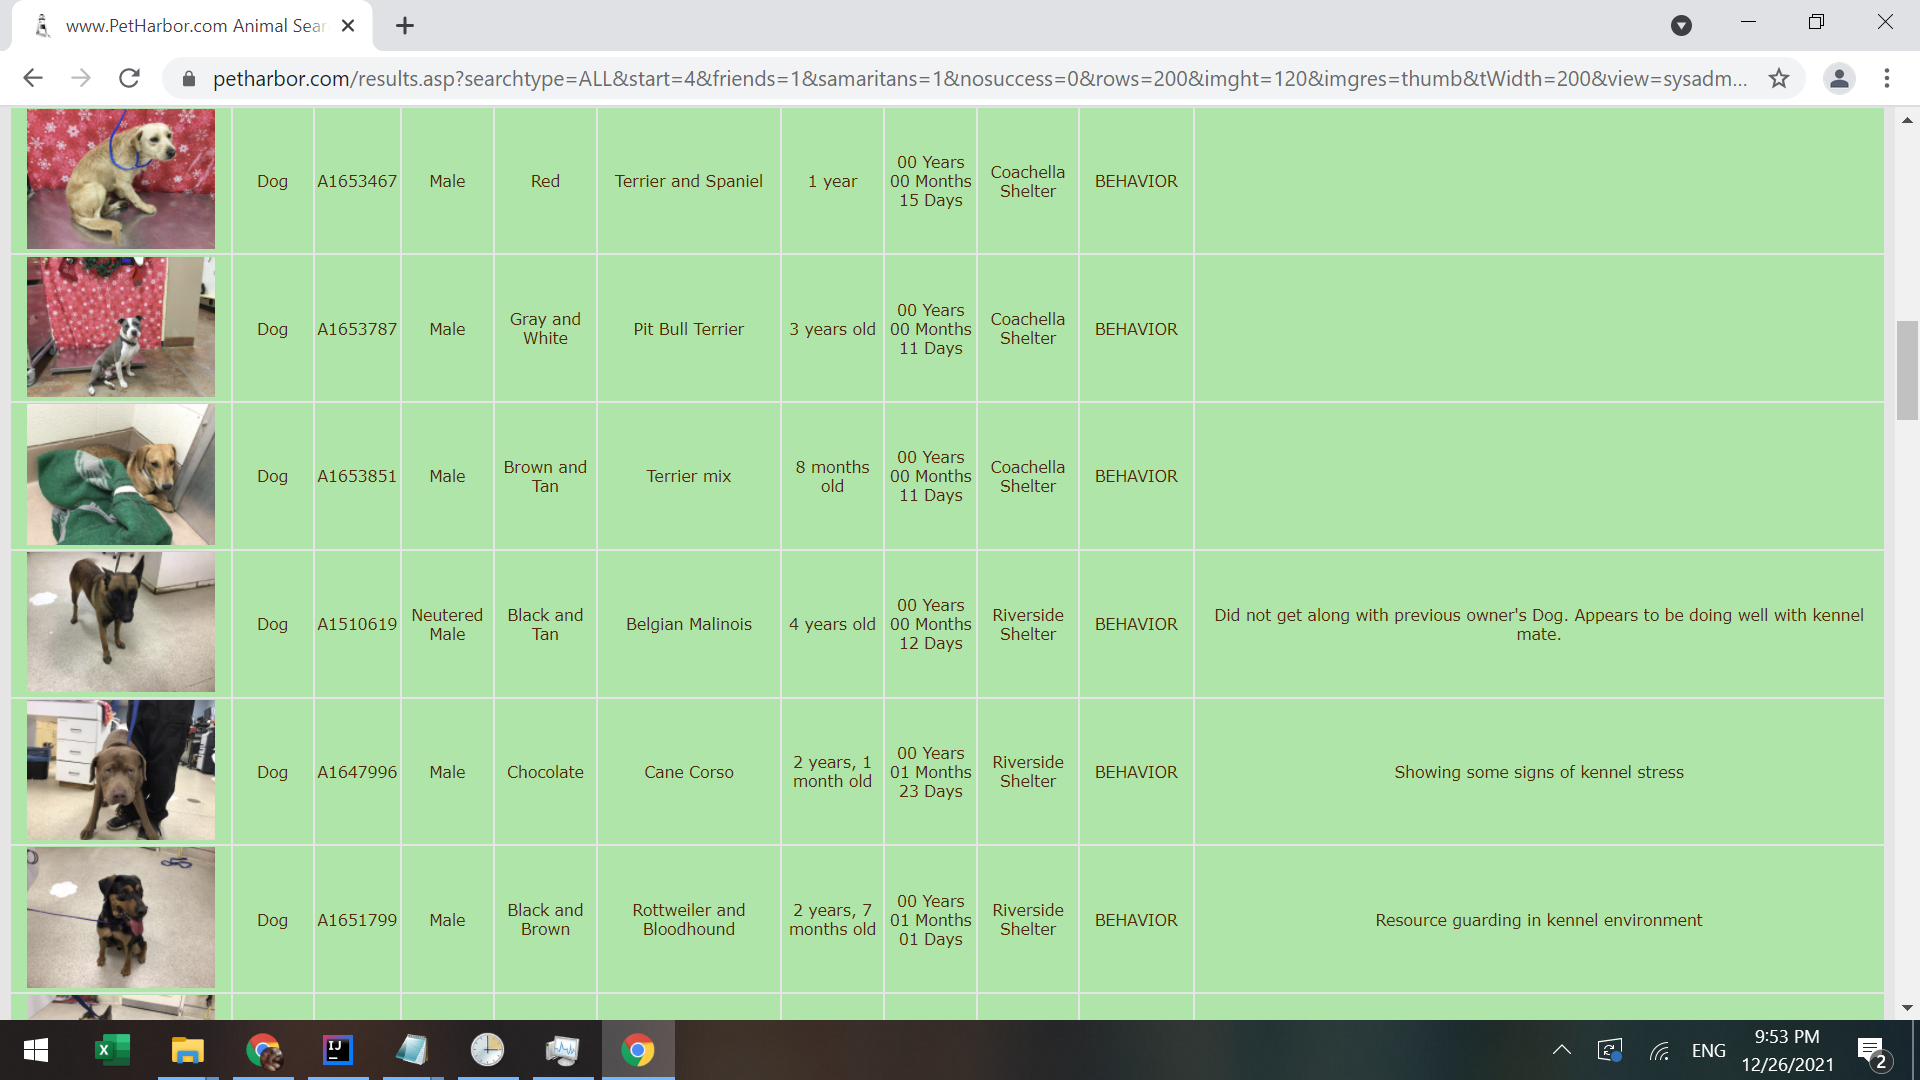 www.PetHarbor.com Animal Sear
petharbor.com/results.asp?searchtype=ALL&start=4&friends=1&samaritans=1&nosuccess=0&rows=200&imght=120&imgres=thumb&tWidth=200&view=sysadm...
Dog A1653467 Male Red Terrier and Spaniel 1 year 00 Years 00 Months 15 Days Coachella Shelter BEHAVIOR
Dog A1653787 Male Gray and White Pit Bull Terrier 3 years old 00 Years 00 Months 11 Days Coachella Shelter BEHAVIOR
Dog A1653851 Male Brown and Tan Terrier mix 8 months old 00 Years 00 Months 11 Days Coachella Shelter BEHAVIOR
Dog A1510619 Neutered Male Black and Tan Belgian Malinois 4 years old 00 Years 00 Months 12 Days Riverside Shelter BEHAVIOR Did not get along with previous owner's Dog. Appears to be doing well with kennel mate.
Dog A1647996 Male Chocolate Cane Corso 2 years, 1 month old 00 Years 01 Months 23 Days Riverside Shelter BEHAVIOR Showing some signs of kennel stress
Dog A1651799 Male Black and Brown Rottweiler and Bloodhound 2 years, 7 months old 00 Years 01 Months 01 Days Riverside Shelter BEHAVIOR Resource guarding in kennel environment
X
IJ
ENG
9:53 PM
12/26/2021
2